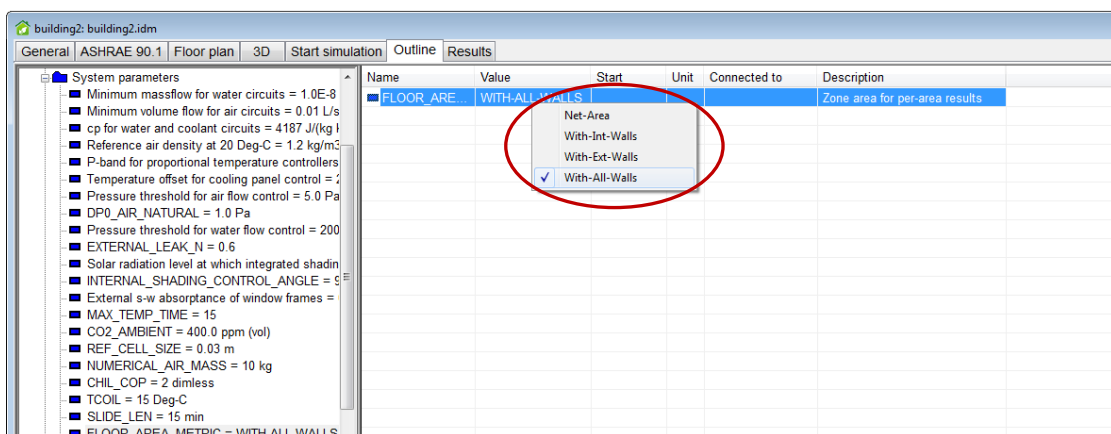 building2: building2.idm
General ASHRAE 90.1 Floor plan 3D Start simulation Outline Results
System parameters
Minimum massflow for water circuits = 1.0E-8
Minimum volume flow for air circuits = 0.01 L/s
cp for water and coolant circuits = 4187 J/(kg
Reference air density at 20 Deg-C = 1.2 kg/m3
P-band for proportional temperature controllers
Temperature offset for cooling panel control =
Pressure threshold for air flow control = 5.0 Pa
DP0_AIR_NATURAL = 1.0 Pa
Pressure threshold for water flow control = 200
EXTERNAL_LEAK_N = 0.6
Solar radiation level at which integrated shadin
INTERNAL_SHADING_CONTROL_ANGLE = 9
External s-w absorptance of window frames =
MAX_TEMP_TIME = 15
CO2_AMBIENT = 400.0 ppm (vol)
REF_CELL_SIZE = 0.03 m
NUMERICAL_AIR_MASS = 10 kg
CHIL_COP = 2 dimless
TCOIL = 15 Deg-C
SLIDE_LEN = 15 min
FLOOR_AREA_METRIC = WITH-ALL-WALLS
Name Value Start Unit Connected to Description
FLOOR_ARE... WITH-ALL-WALLS Zone area for per-area results
Net-Area
With-Int-Walls
With-Ext-Walls
With-All-Walls